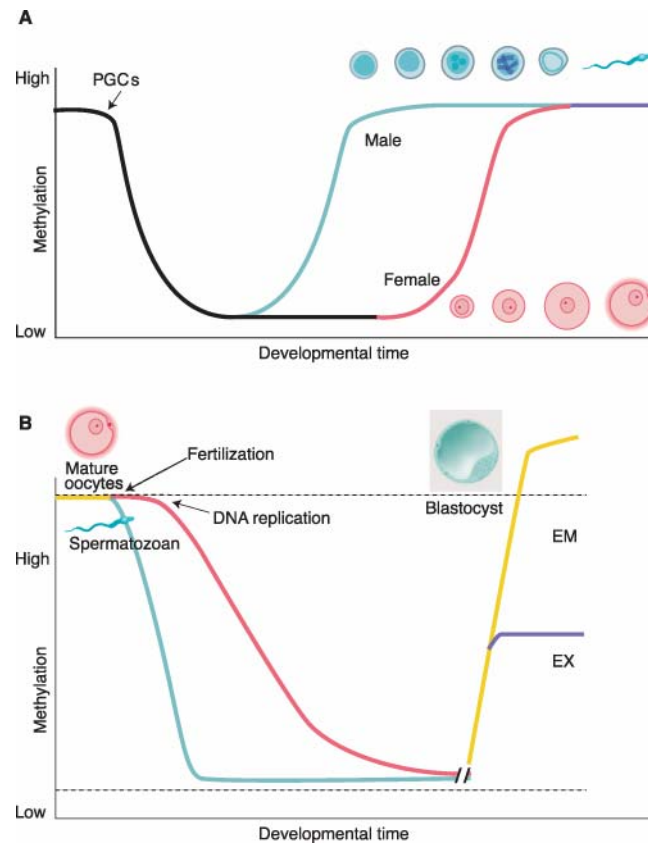 A
High
PGCs
Male
Methylation
Female
Low
Developmental time
B
Mature
oocytes
Fertilization
DNA replication
Spermatozoan
Blastocyst
High
EM
EX
Methylation
Low
Developmental time